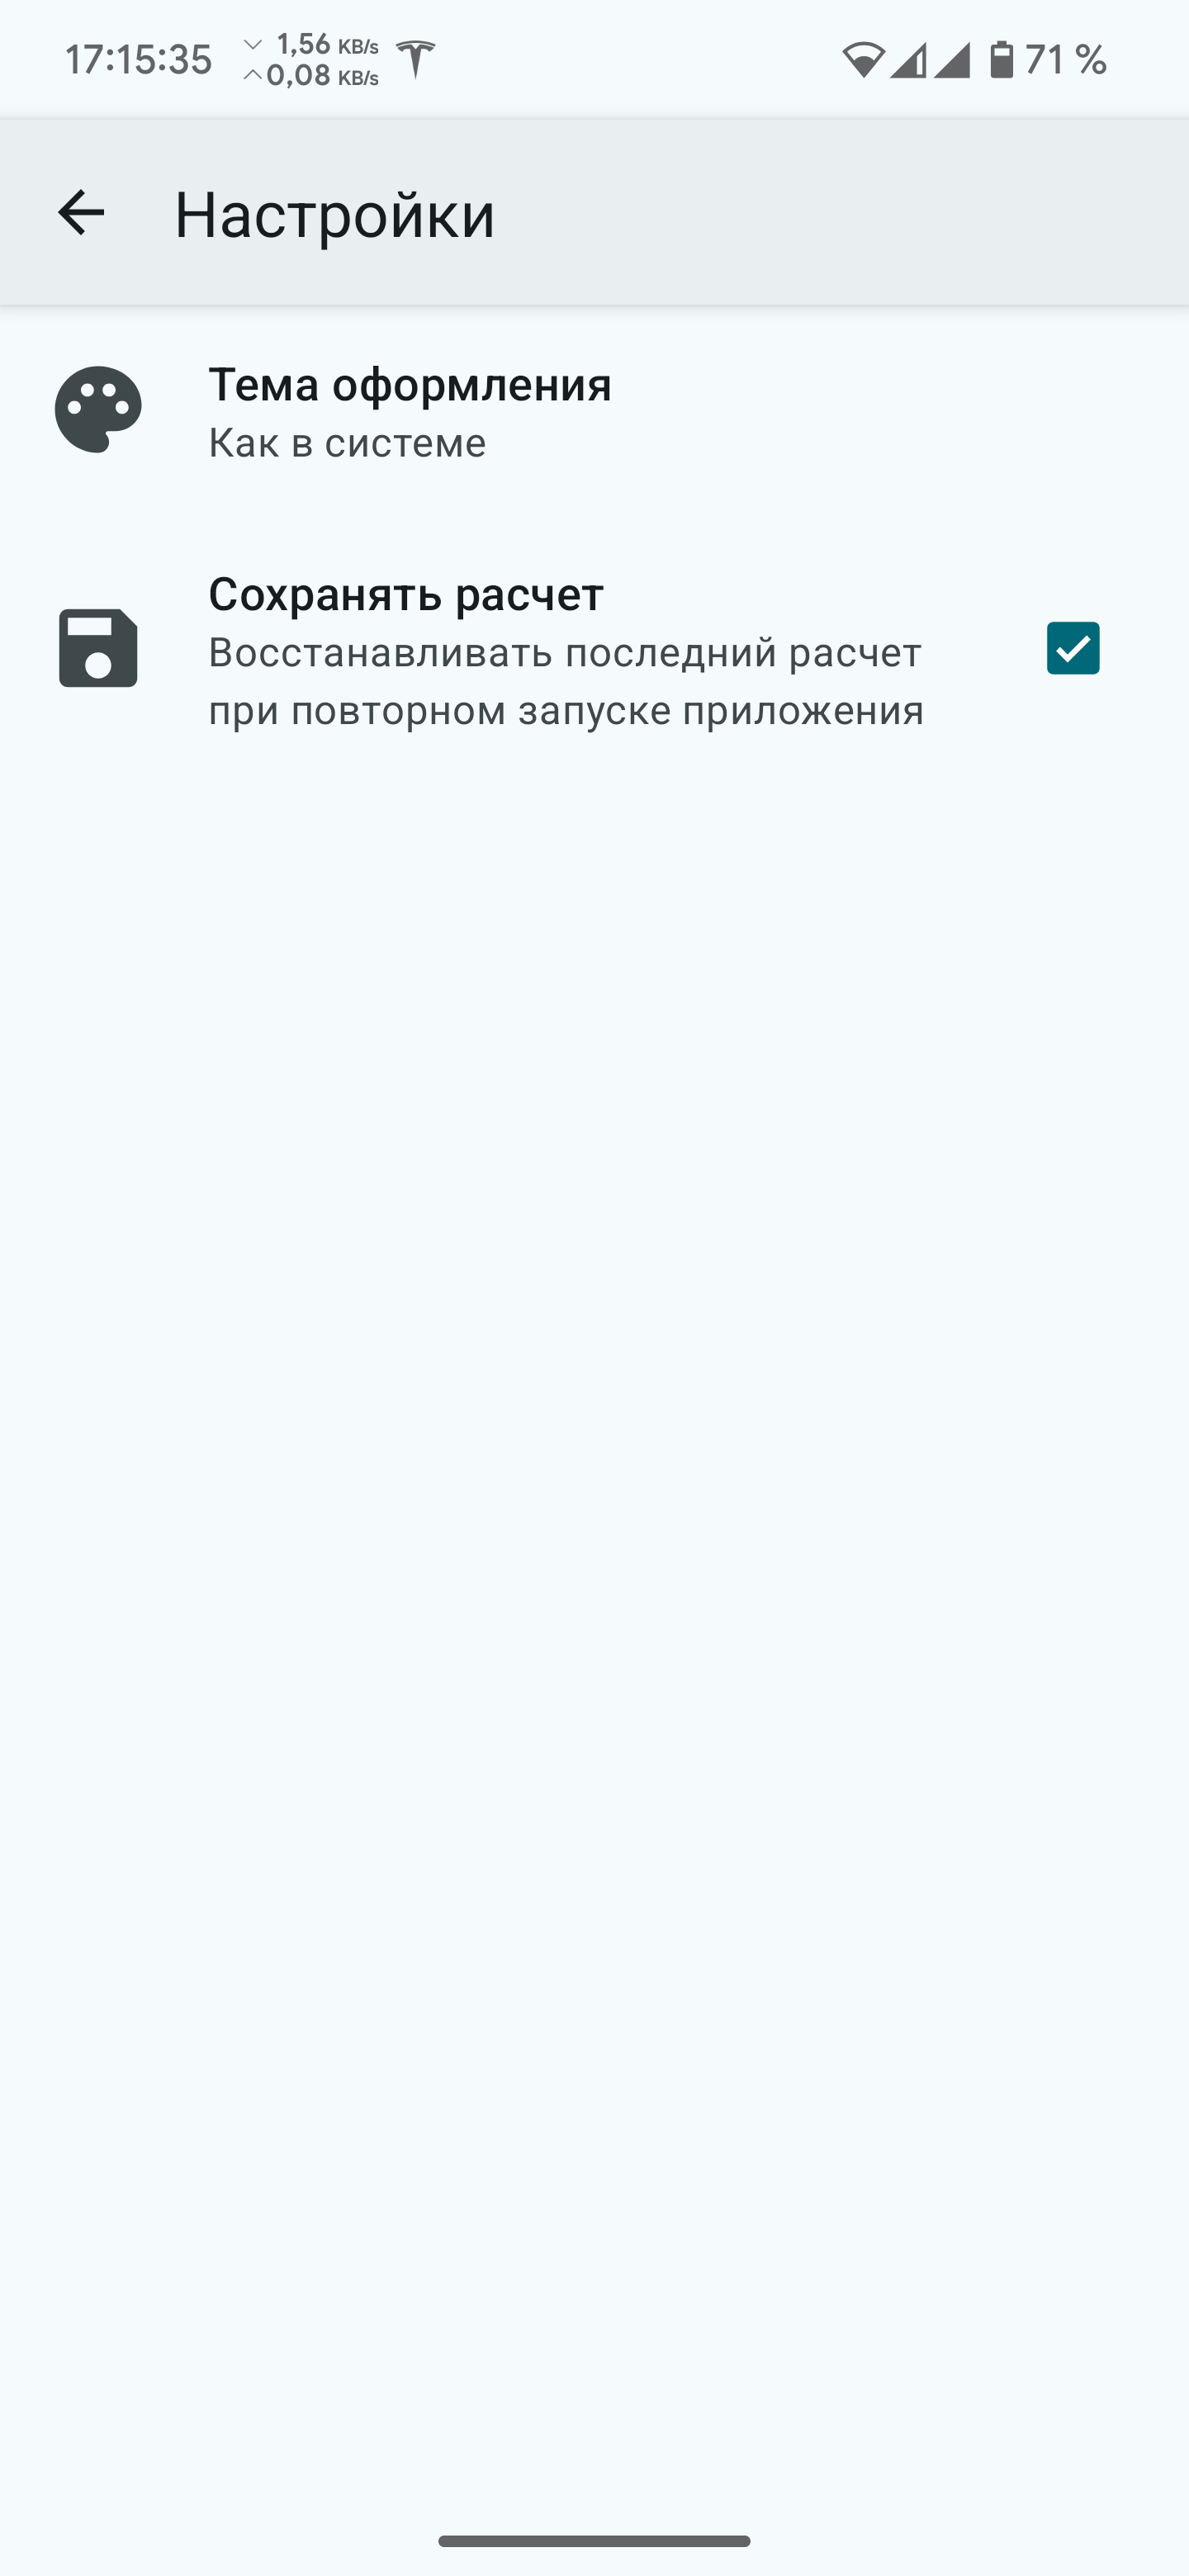 17:15:35 1,56 KB/s 71 %
0,08 KB/s
Настройки
Тема оформления
Как в системе
Сохранять расчет
Восстанавливать последний расчет
при повторном запуске приложения